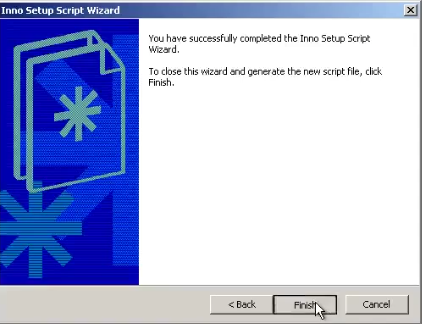 Inno Setup Script Wizard
You have successfully completed the Inno Setup Script
Wizard.
To close this wizard and generate the new script file, click
Finish.
< Back
Finish
Cancel